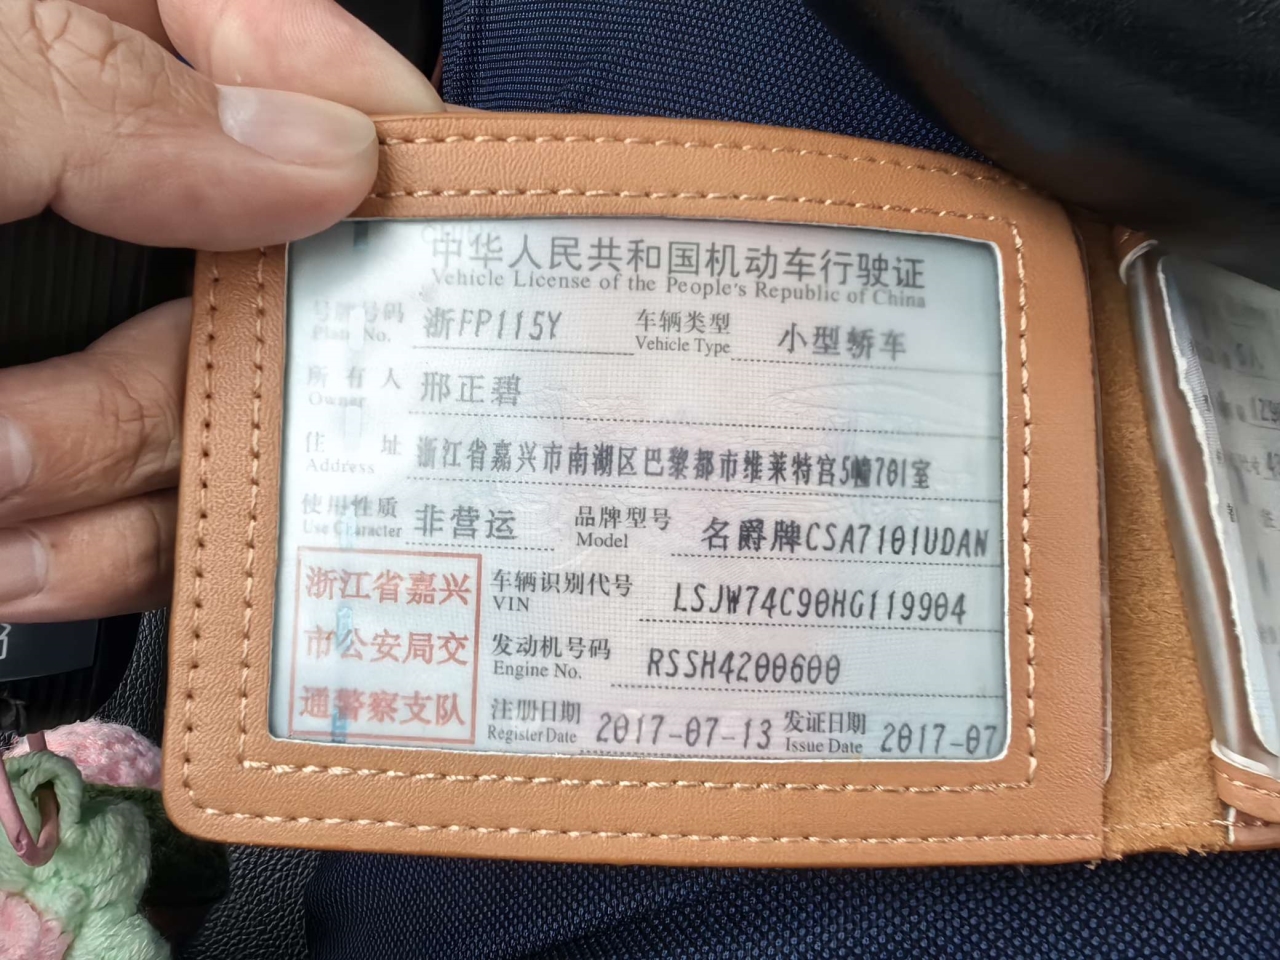 中华人民共和国机动车行驶证
Vehicle License of the People's Republic of China
号牌号码 浙FP115Y 车辆类型 小型轿车
Plate No. Vehicle Type
所有人 邢正碧
Owner
住址 浙江省嘉兴市南湖区巴黎都市维莱特宫5幢701室
Address
使用性质 非营运 品牌型号 名爵牌CSA7101UDAN
Use Character Model
浙江省嘉兴
市公安局交
通警察支队
车辆识别代号 LSJW74C90HG119904
VIN
发动机号码 RSSH4200600
Engine No.
注册日期 2017-07-13 发证日期 2017-07
Register Date Issue Date